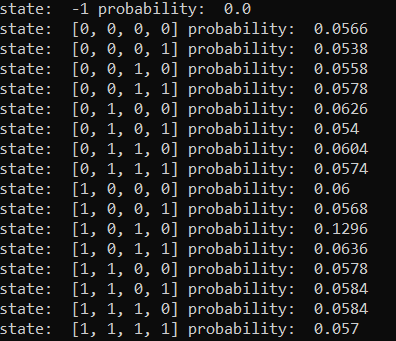 state:  -1 probability:  0.0
state:  [0, 0, 0, 0] probability:  0.0566
state:  [0, 0, 0, 1] probability:  0.0538
state:  [0, 0, 1, 0] probability:  0.0558
state:  [0, 0, 1, 1] probability:  0.0578
state:  [0, 1, 0, 0] probability:  0.0626
state:  [0, 1, 0, 1] probability:  0.054
state:  [0, 1, 1, 0] probability:  0.0604
state:  [0, 1, 1, 1] probability:  0.0574
state:  [1, 0, 0, 0] probability:  0.06
state:  [1, 0, 0, 1] probability:  0.0568
state:  [1, 0, 1, 0] probability:  0.1296
state:  [1, 0, 1, 1] probability:  0.0636
state:  [1, 1, 0, 0] probability:  0.0578
state:  [1, 1, 0, 1] probability:  0.0584
state:  [1, 1, 1, 0] probability:  0.0584
state:  [1, 1, 1, 1] probability:  0.057